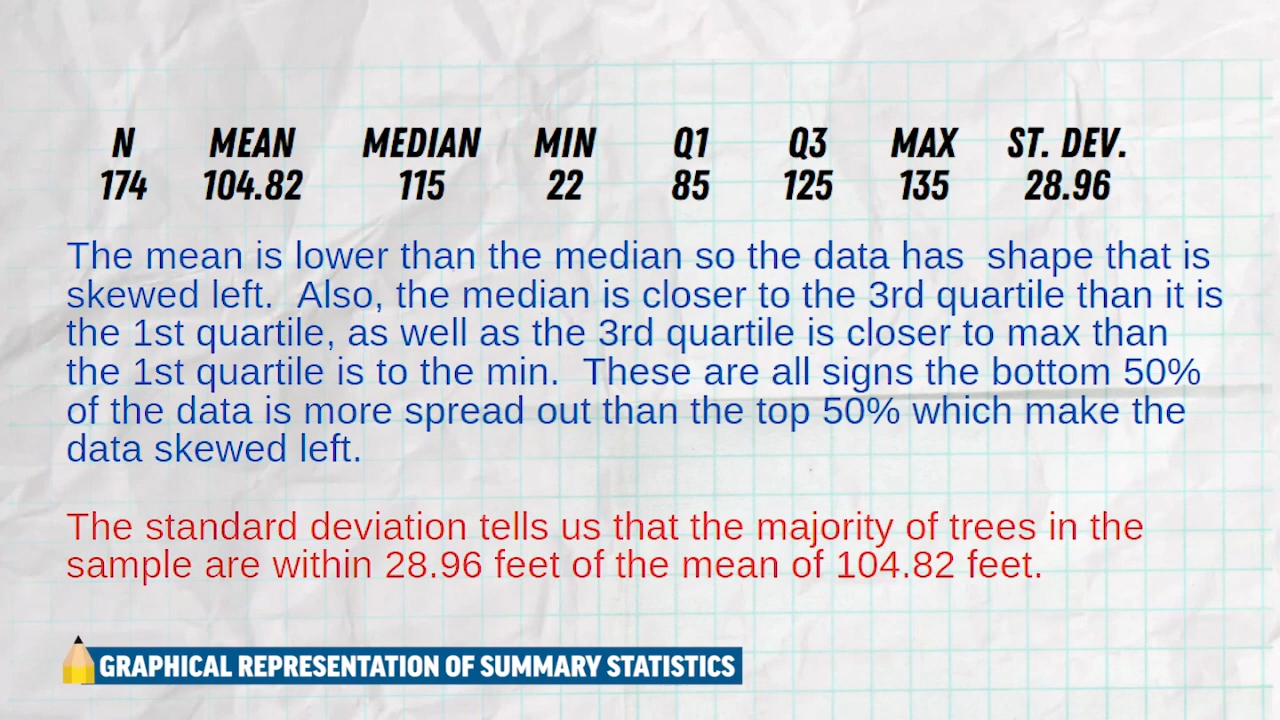 N MEAN MEDIAN MIN Q1 Q3 MAX ST. DEV.
174 104.82 115 22 85 125 135 28.96
The mean is lower than the median so the data has  shape that is
skewed left.  Also, the median is closer to the 3rd quartile than it is
the 1st quartile, as well as the 3rd quartile is closer to max than
the 1st quartile is to the min.  These are all signs the bottom 50%
of the data is more spread out than the top 50% which make the
data skewed left.
The standard deviation tells us that the majority of trees in the
sample are within 28.96 feet of the mean of 104.82 feet.
GRAPHICAL REPRESENTATION OF SUMMARY STATISTICS